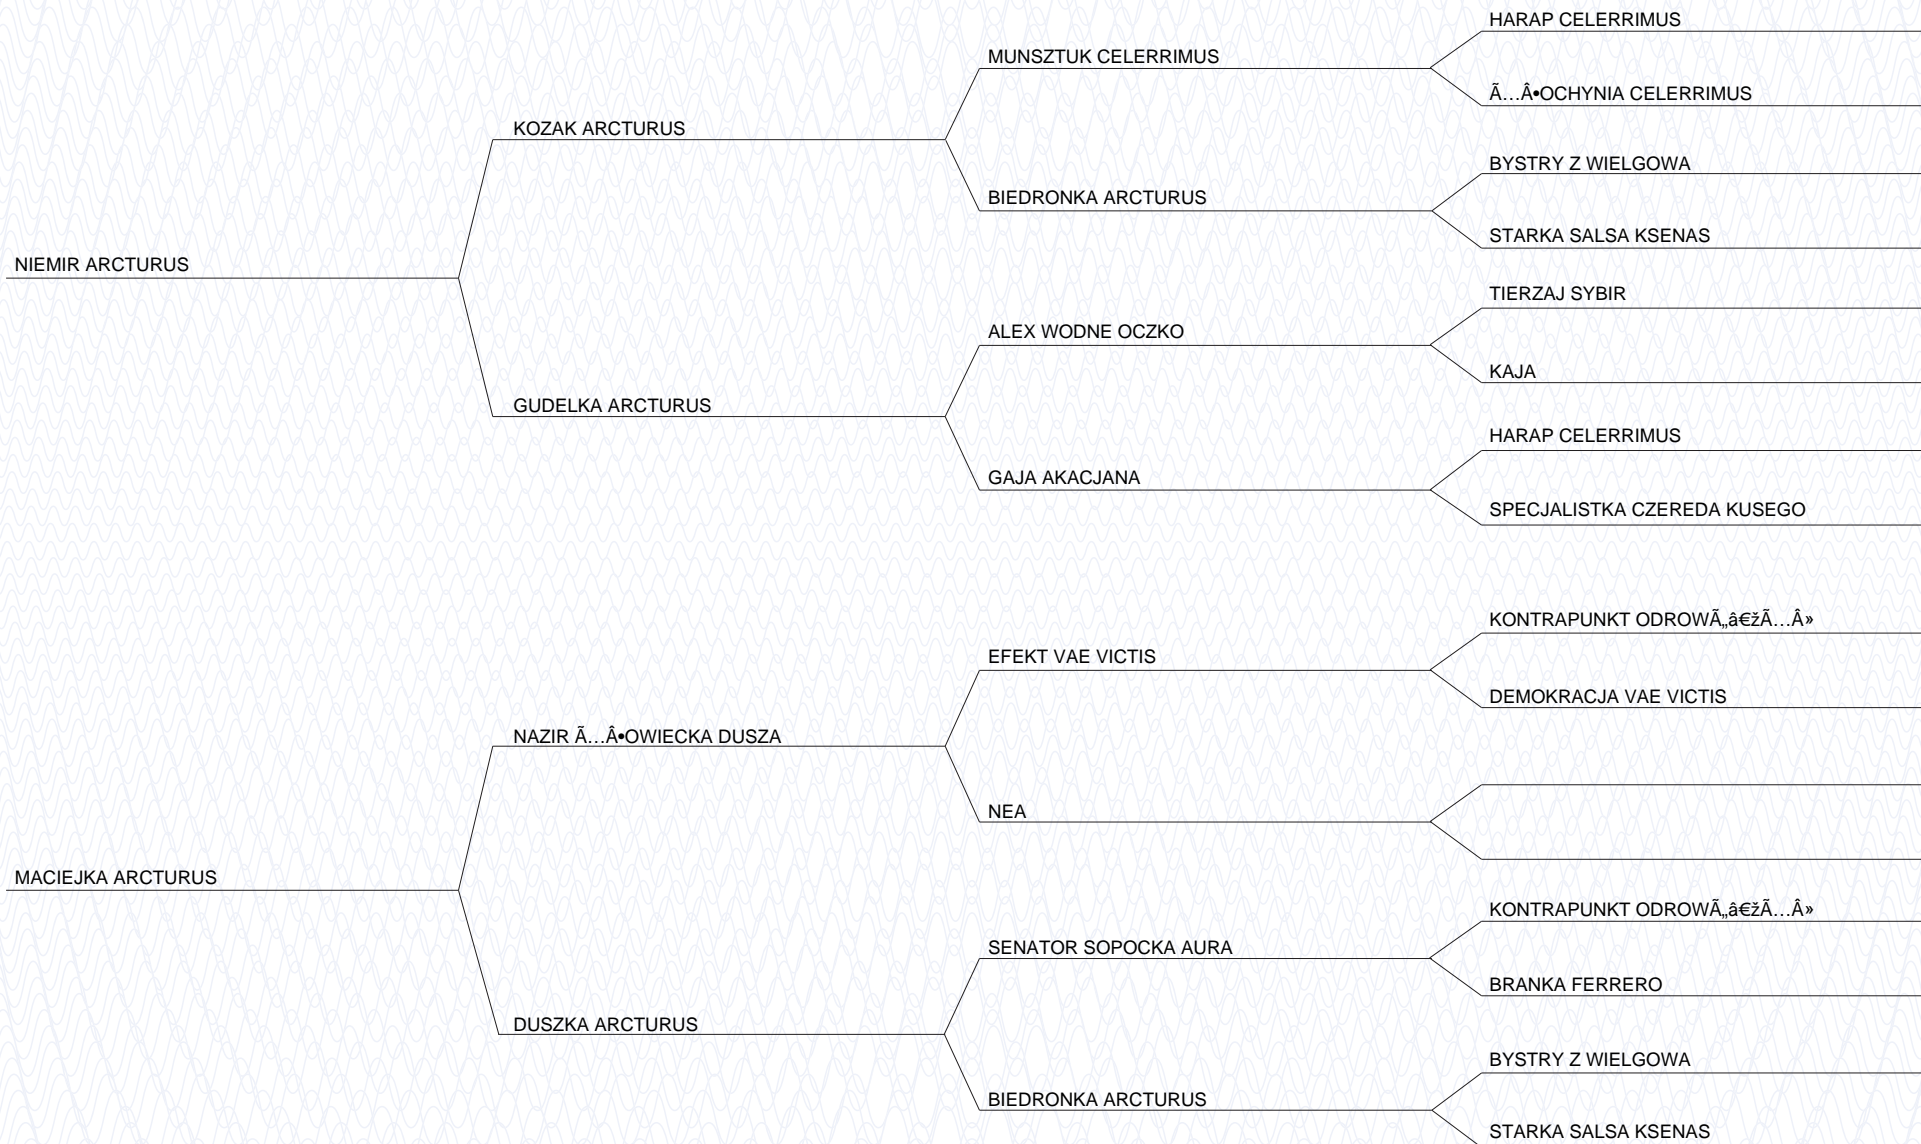 HARAP CELERRIMUS
MUNSZTUK CELERRIMUS
Ã…Â•OCHYNIA CELERRIMUS
KOZAK ARCTURUS
BYSTRY Z WIELGOWA
BIEDRONKA ARCTURUS
STARKA SALSA KSENAS
NIEMIR ARCTURUS
TIERZAJ SYBIR
ALEX WODNE OCZKO
KAJA
GUDELKA ARCTURUS
HARAP CELERRIMUS
GAJA AKACJANA
SPECJALISTKA CZEREDA KUSEGO
KONTRAPUNKT ODROWÃ„â€žÃ…Â»
EFEKT VAE VICTIS
DEMOKRACJA VAE VICTIS
NAZIR Ã…Â•OWIECKA DUSZA
NEA
MACIEJKA ARCTURUS
KONTRAPUNKT ODROWÃ„â€žÃ…Â»
SENATOR SOPOCKA AURA
BRANKA FERRERO
DUSZKA ARCTURUS
BYSTRY Z WIELGOWA
BIEDRONKA ARCTURUS
STARKA SALSA KSENAS